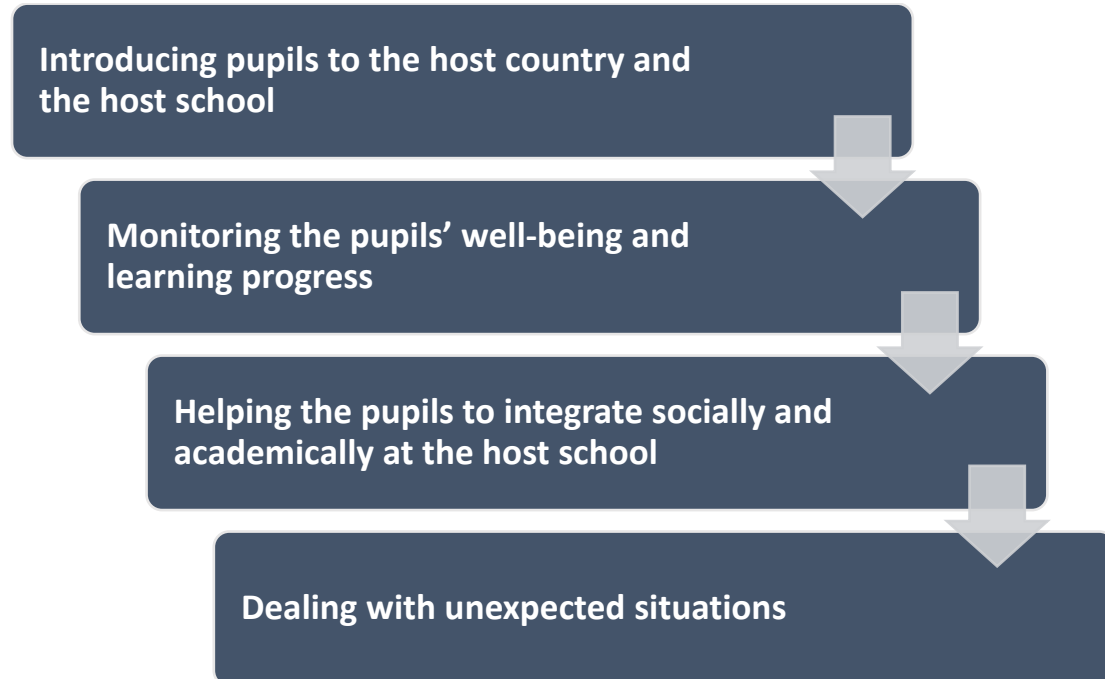 Introducing pupils to the host country and
the host school
Monitoring the pupils’ well-being and
learning progress
Helping the pupils to integrate socially and
academically at the host school
Dealing with unexpected situations